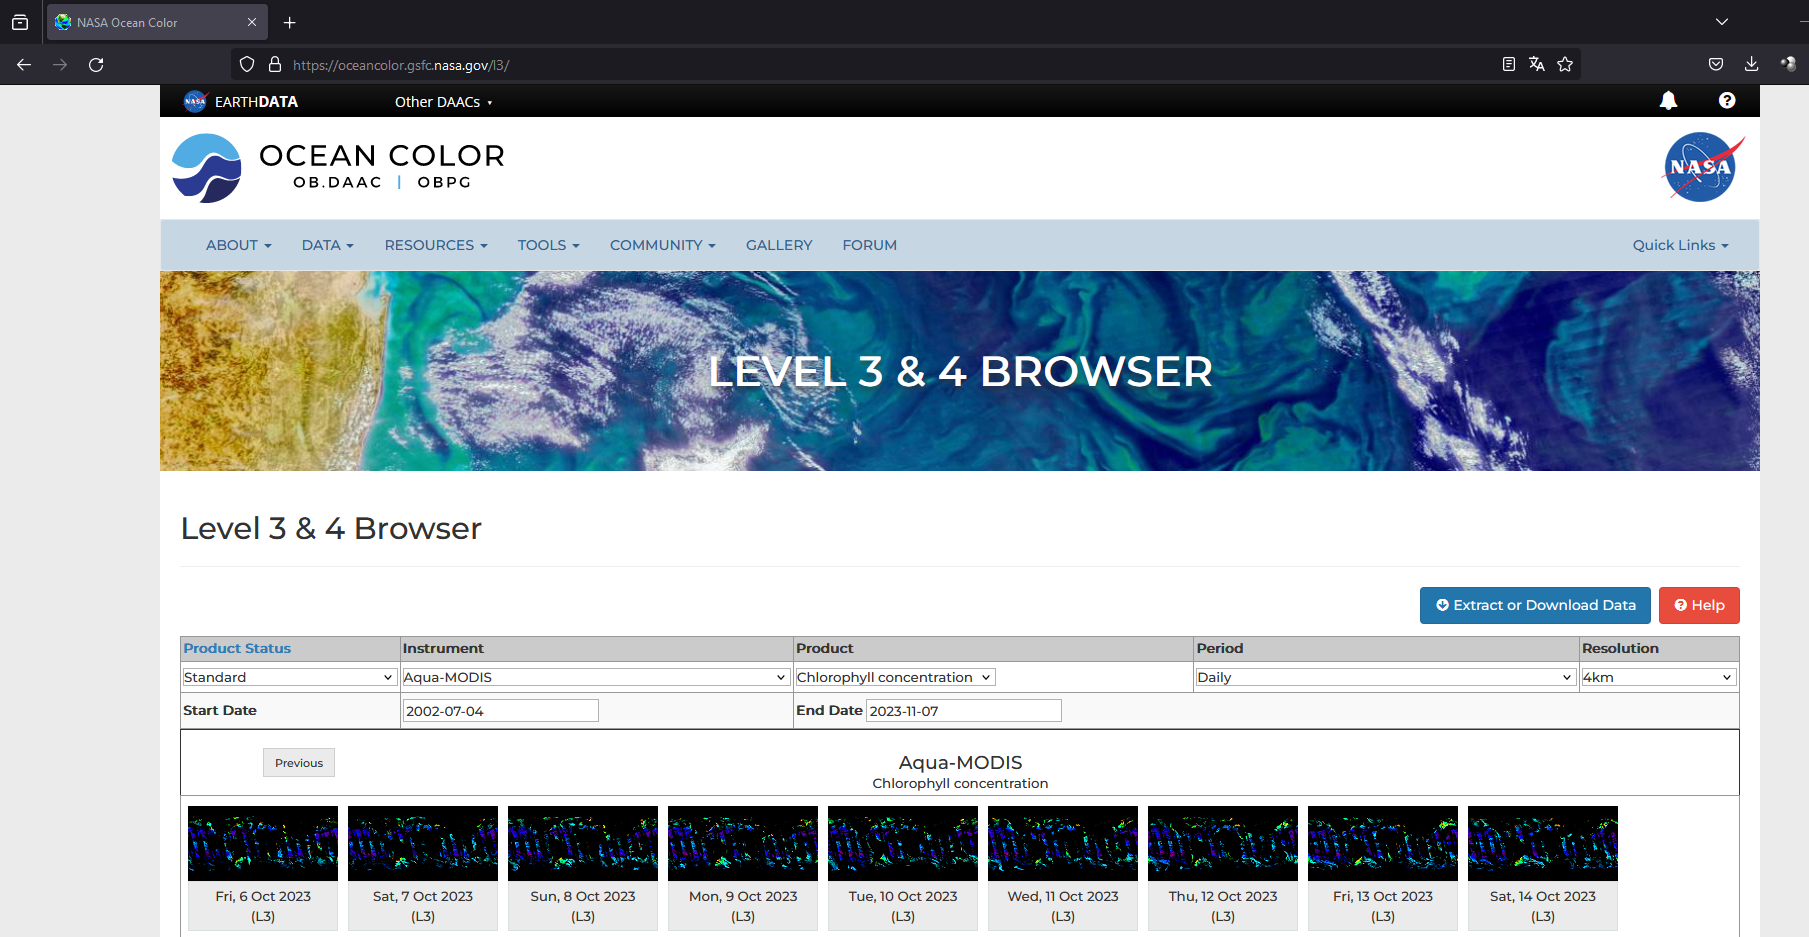 NASA Ocean Color
https://oceancolor.gsfc.nasa.gov/l3/
NASA EARTHDATA Other DAACs
OCEAN COLOR
OB.DAAC | OBPG
NASA
ABOUT DATA RESOURCES TOOLS COMMUNITY GALLERY FORUM Quick Links
LEVEL 3 & 4 BROWSER
Level 3 & 4 Browser
Extract or Download Data Help
Product Status Instrument Product Period Resolution
Standard Aqua-MODIS Chlorophyll concentration Daily 4km
Start Date 2002-07-04 End Date 2023-11-07
Previous Aqua-MODIS
Chlorophyll concentration
Fri, 6 Oct 2023 Sat, 7 Oct 2023 Sun, 8 Oct 2023 Mon, 9 Oct 2023 Tue, 10 Oct 2023 Wed, 11 Oct 2023 Thu, 12 Oct 2023 Fri, 13 Oct 2023 Sat, 14 Oct 2023
(L3) (L3) (L3) (L3) (L3) (L3) (L3) (L3) (L3)